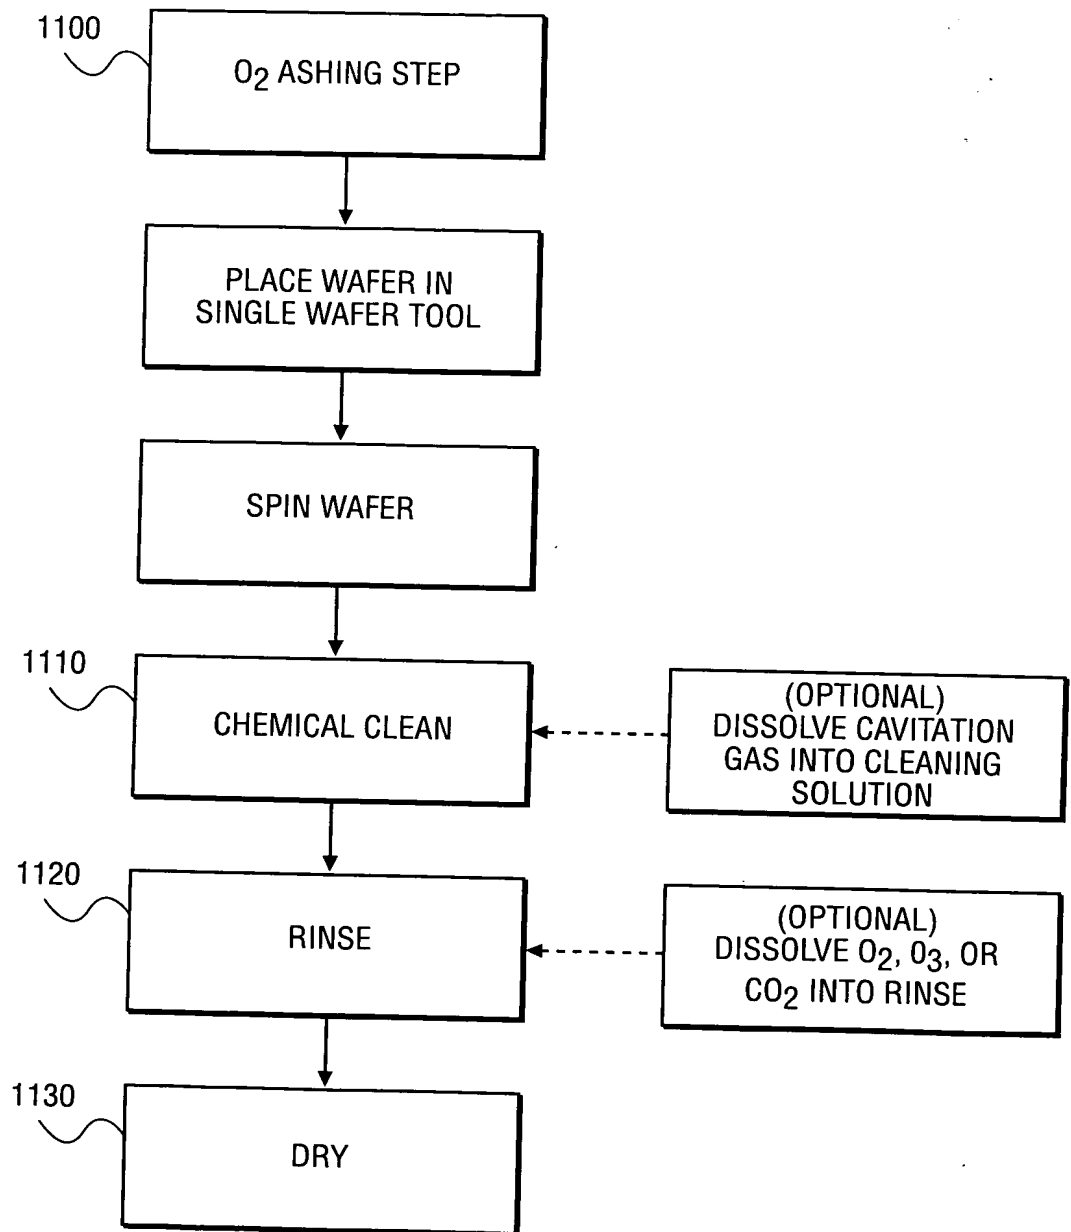 1100
O2 ASHING STEP
PLACE WAFER IN
SINGLE WAFER TOOL
SPIN WAFER
1110
CHEMICAL CLEAN
(OPTIONAL)
DISSOLVE CAVITATION
GAS INTO CLEANING
SOLUTION
1120
RINSE
(OPTIONAL)
DISSOLVE O2, O3, OR
CO2 INTO RINSE
1130
DRY